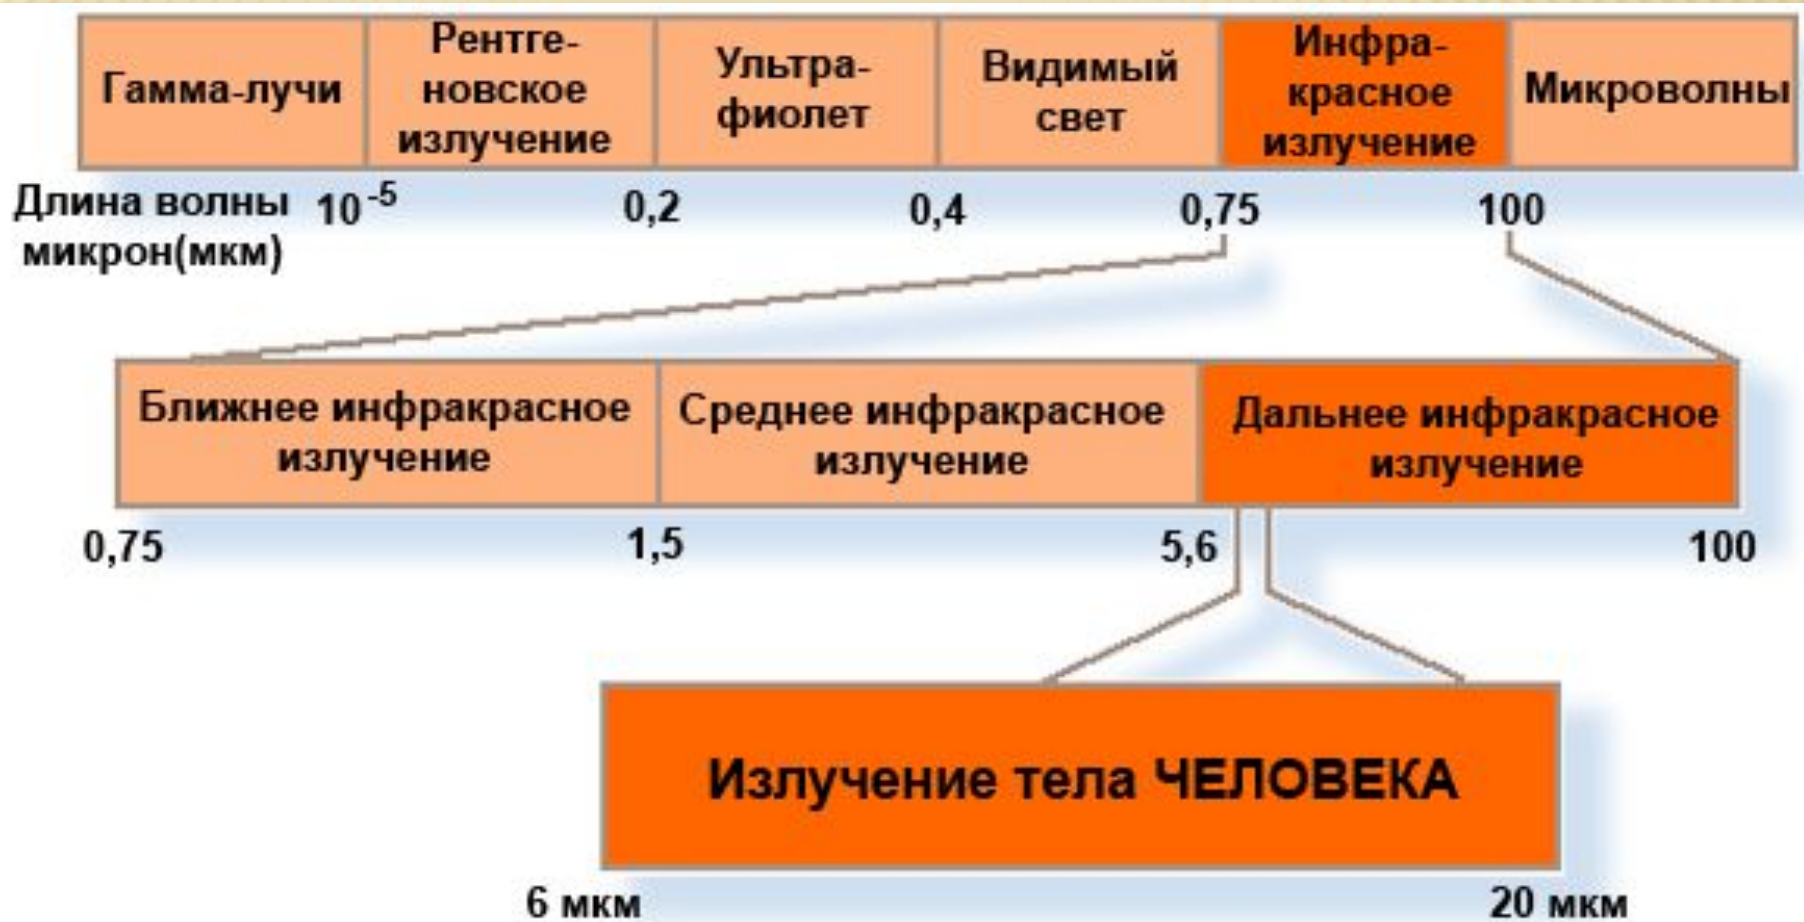 Гамма-лучи
Рентге-
новское
излучение
Ультра-
фиолет
Видимый
свет
Инфра-
красное
излучение
Микроволны
Длина волны
микрон(мкм)
10⁻⁵
0,2
0,4
0,75
100
Ближнее инфракрасное
излучение
Среднее инфракрасное
излучение
Дальнее инфракрасное
излучение
0,75
1,5
5,6
100
Излучение тела ЧЕЛОВЕКА
6 мкм
20 мкм